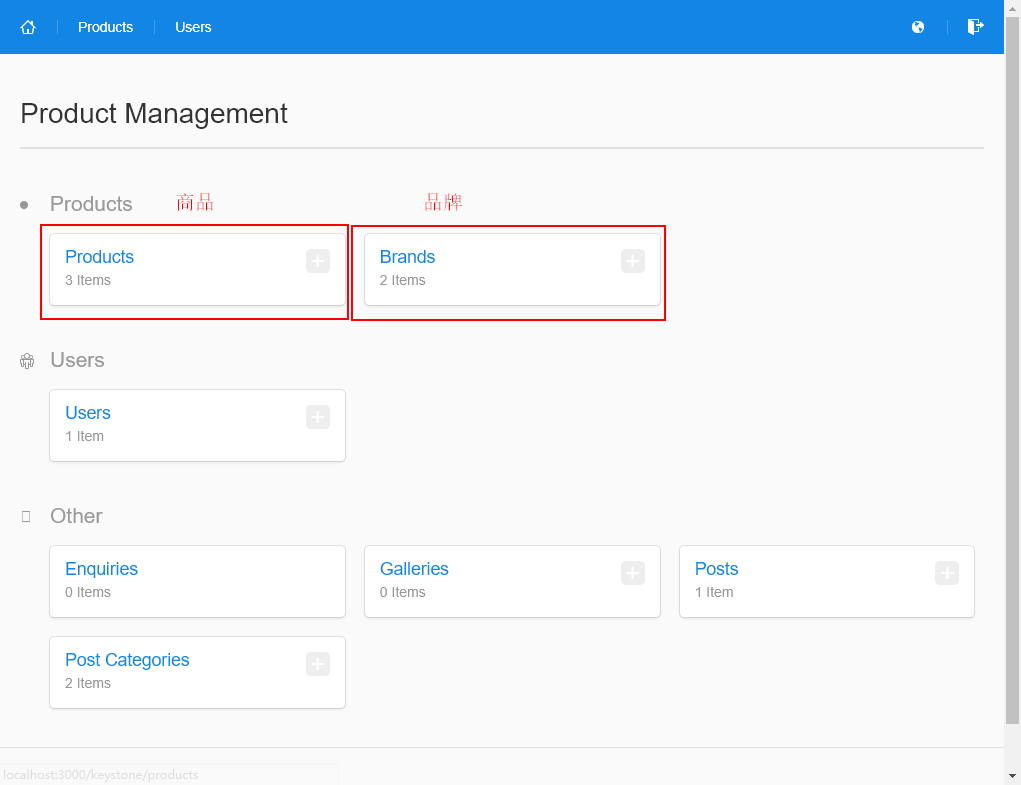 Products Users
Product Management
Products 商品 品牌
Products Brands
3 Items 2 Items
Users
Users
1 Item
Other
Enquiries Galleries Posts
0 Items 0 Items 1 Item
Post Categories
2 Items
localhost:3000/keystone/products